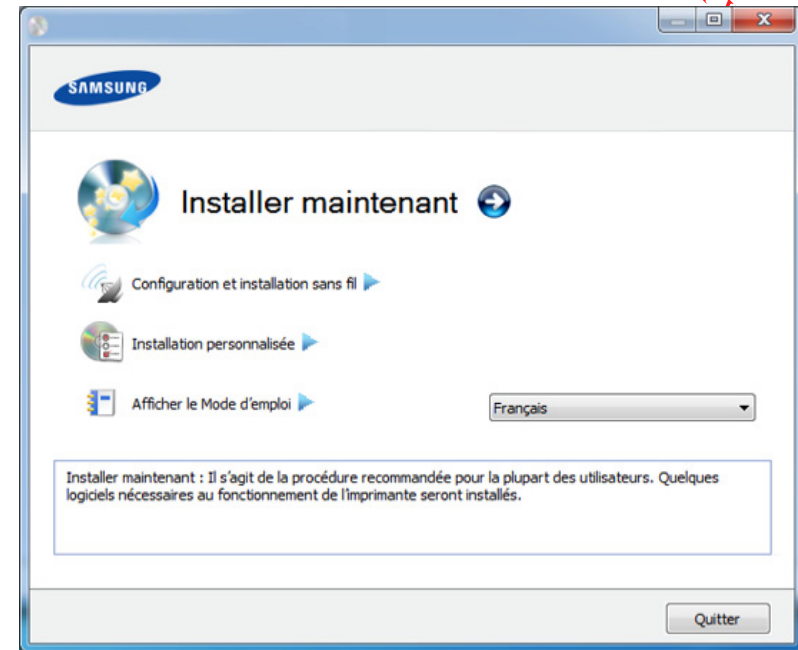 SAMSUNG
Installer maintenant
Configuration et installation sans fil
Installation personnalisée
Afficher le Mode d'emploi
Français
Installer maintenant : Il s'agit de la procédure recommandée pour la plupart des utilisateurs. Quelques
logiciels nécessaires au fonctionnement de l'imprimante seront installés.
Quitter